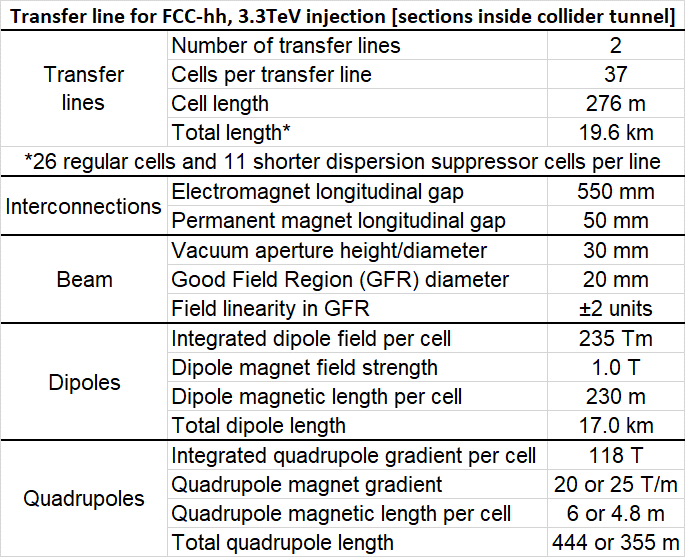 Transfer line for FCC-hh, 3.3TeV injection [sections inside collider tunnel]
Transfer lines
Number of transfer lines 2
Cells per transfer line 37
Cell length 276 m
Total length* 19.6 km
*26 regular cells and 11 shorter dispersion suppressor cells per line
Interconnections
Electromagnet longitudinal gap 550 mm
Permanent magnet longitudinal gap 50 mm
Beam
Vacuum aperture height/diameter 30 mm
Good Field Region (GFR) diameter 20 mm
Field linearity in GFR ±2 units
Dipoles
Integrated dipole field per cell 235 Tm
Dipole magnet field strength 1.0 T
Dipole magnetic length per cell 230 m
Total dipole length 17.0 km
Quadrupoles
Integrated quadrupole gradient per cell 118 T
Quadrupole magnet gradient 20 or 25 T/m
Quadrupole magnetic length per cell 6 or 4.8 m
Total quadrupole length 444 or 355 m